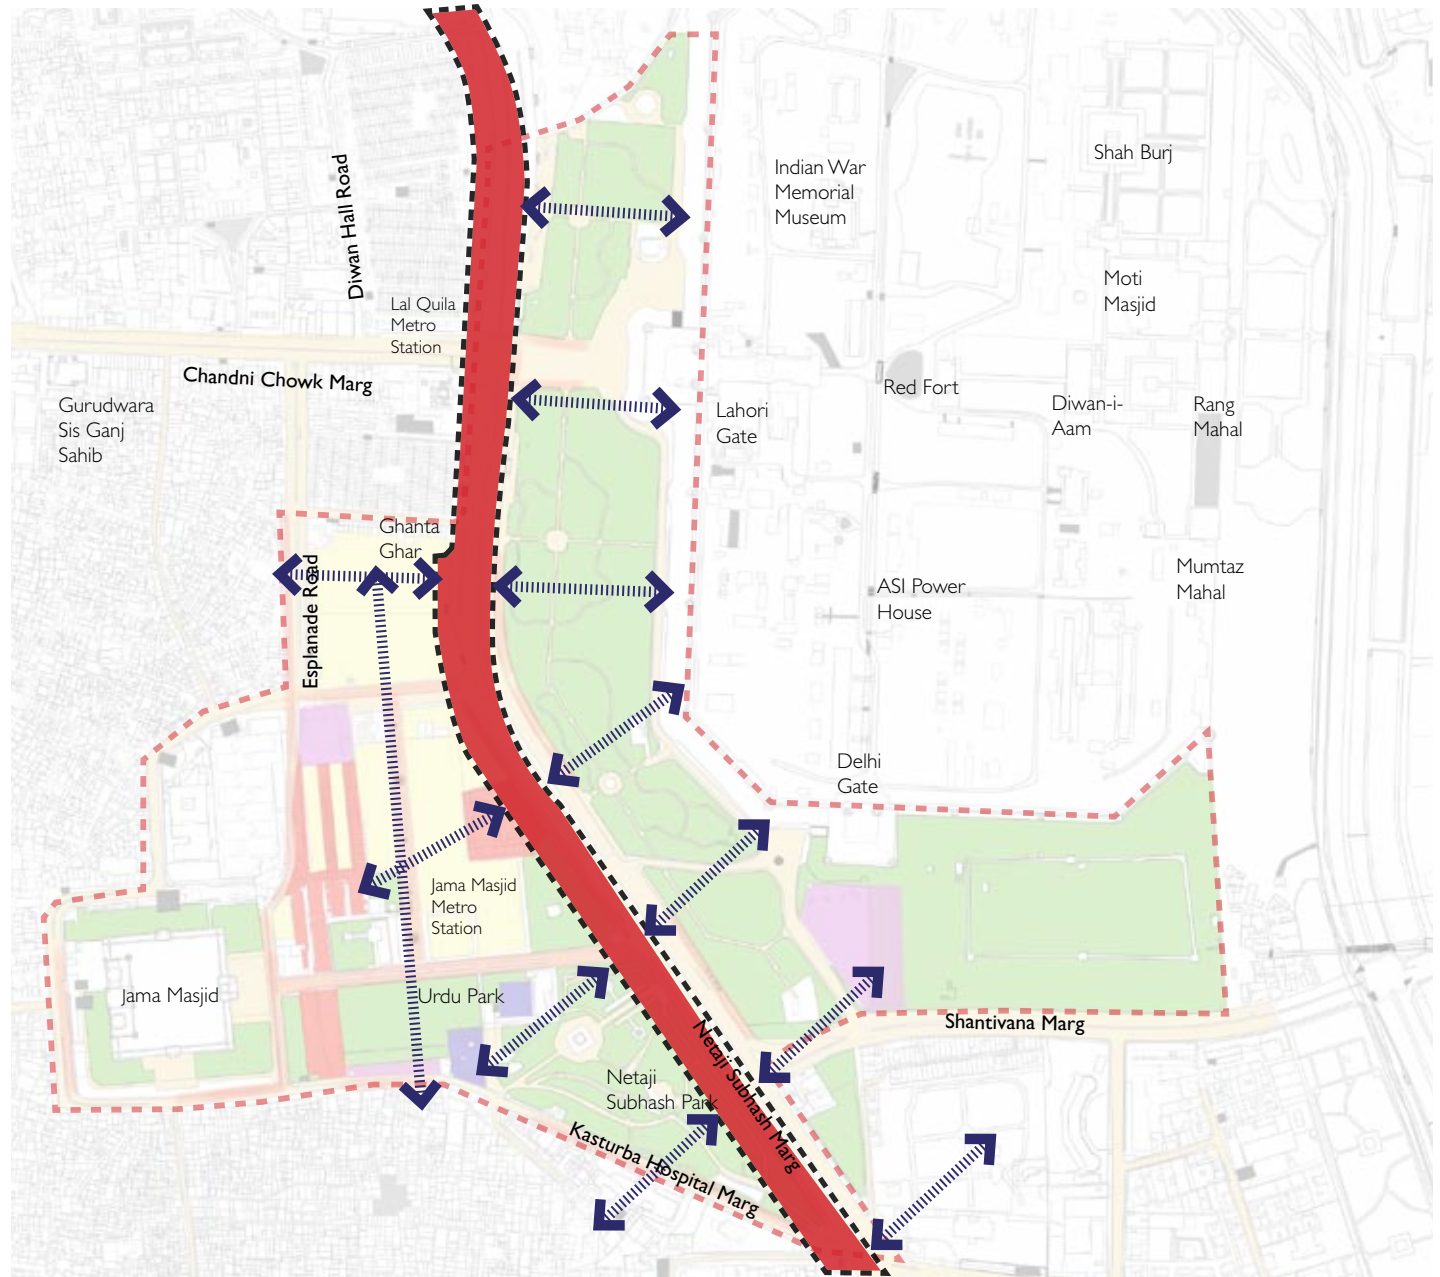 Diwan Hall Road
Indian War
Memorial
Museum
Shah Burj
Moti
Masjid
Lal Quila
Metro
Station
Chandni Chowk Marg
Gurudwara
Sis Ganj
Sahib
Lahori
Gate
Red Fort
Diwan-i-
Aam
Rang
Mahal
Ghanta
Ghar
Esplanade Road
ASI Power
House
Mumtaz
Mahal
Delhi
Gate
Jama Masjid
Metro
Station
Jama Masjid
Urdu Park
Shantivana Marg
Netaji Subhash Marg
Netaji
Subhash Park
Kasturba Hospital Marg